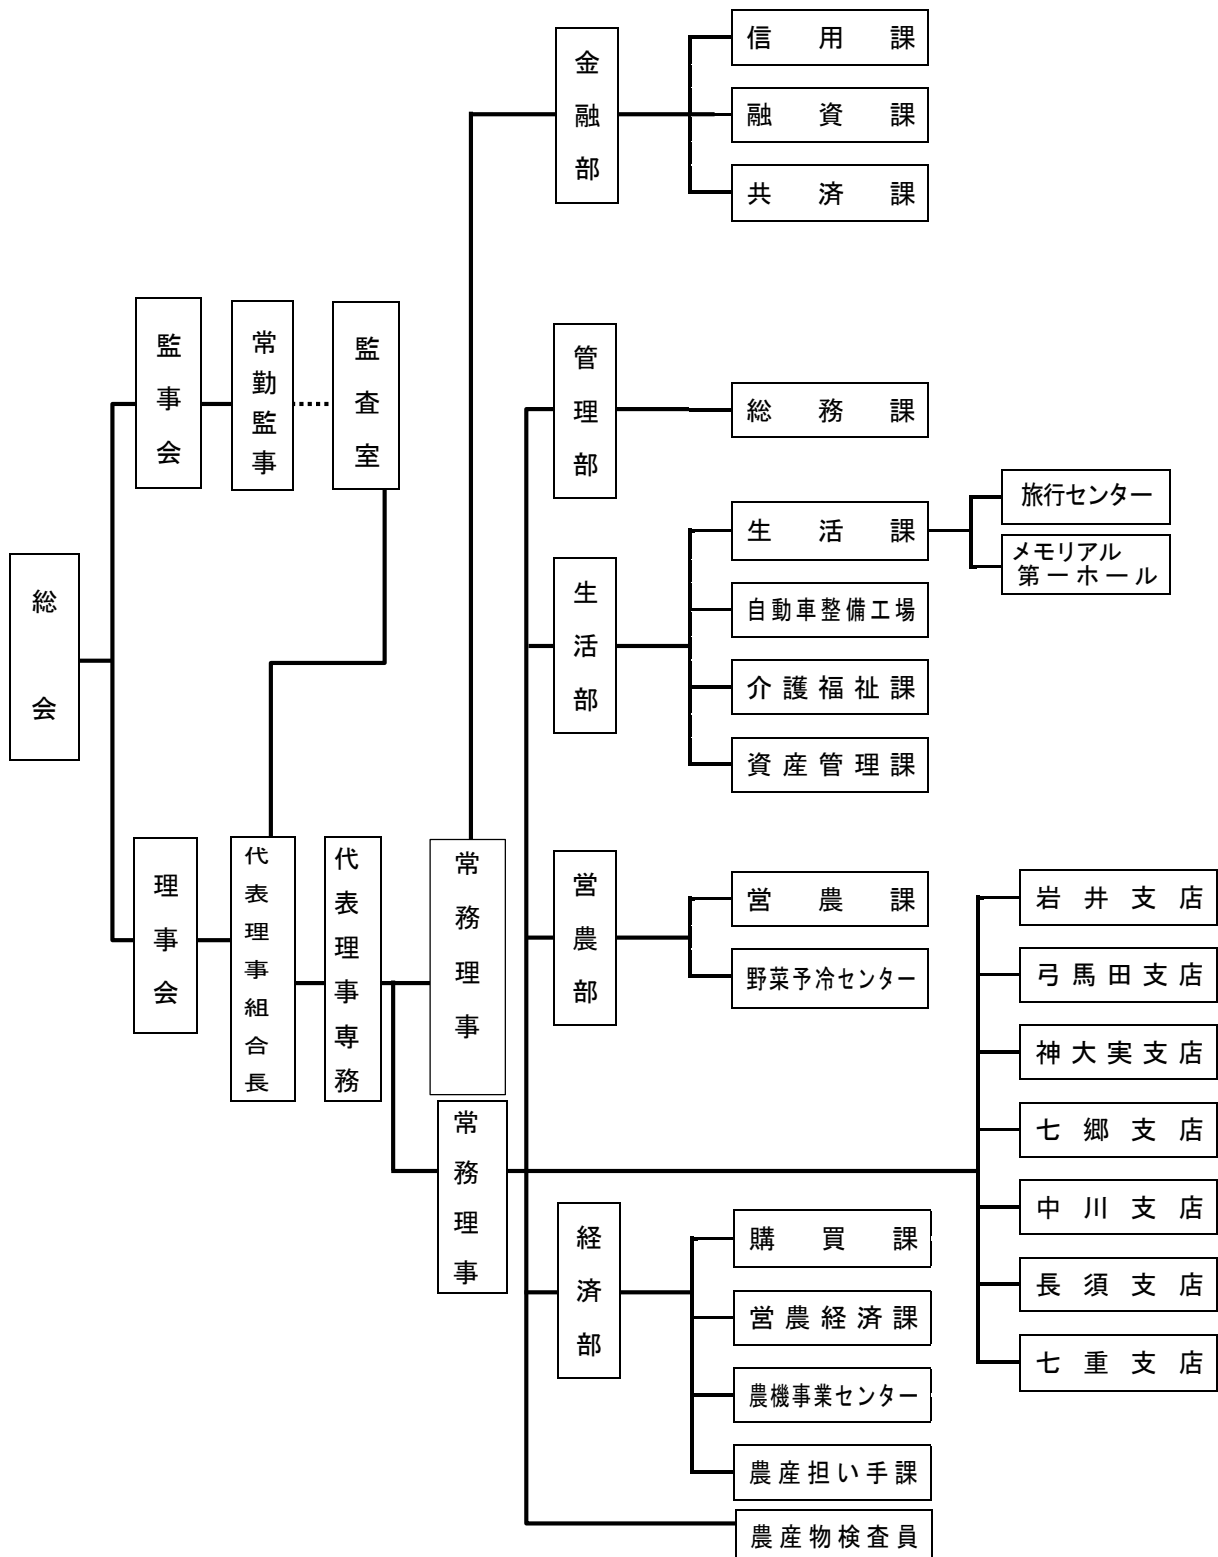 総会
監事会
常勤監事
監査室
理事会
代表理事組合長
代表理事専務
常務理事
常務理事
金融部
信用課
融資課
共済課
管理部
総務課
生活部
生活課
旅行センター
メモリアル
第一ホール
自動車整備工場
介護福祉課
資産管理課
営農部
営農課
野菜予冷センター
経済部
購買課
営農経済課
農機事業センター
農産担い手課
農産物検査員
岩井支店
弓馬田支店
神大実支店
七郷支店
中川支店
長須支店
七重支店